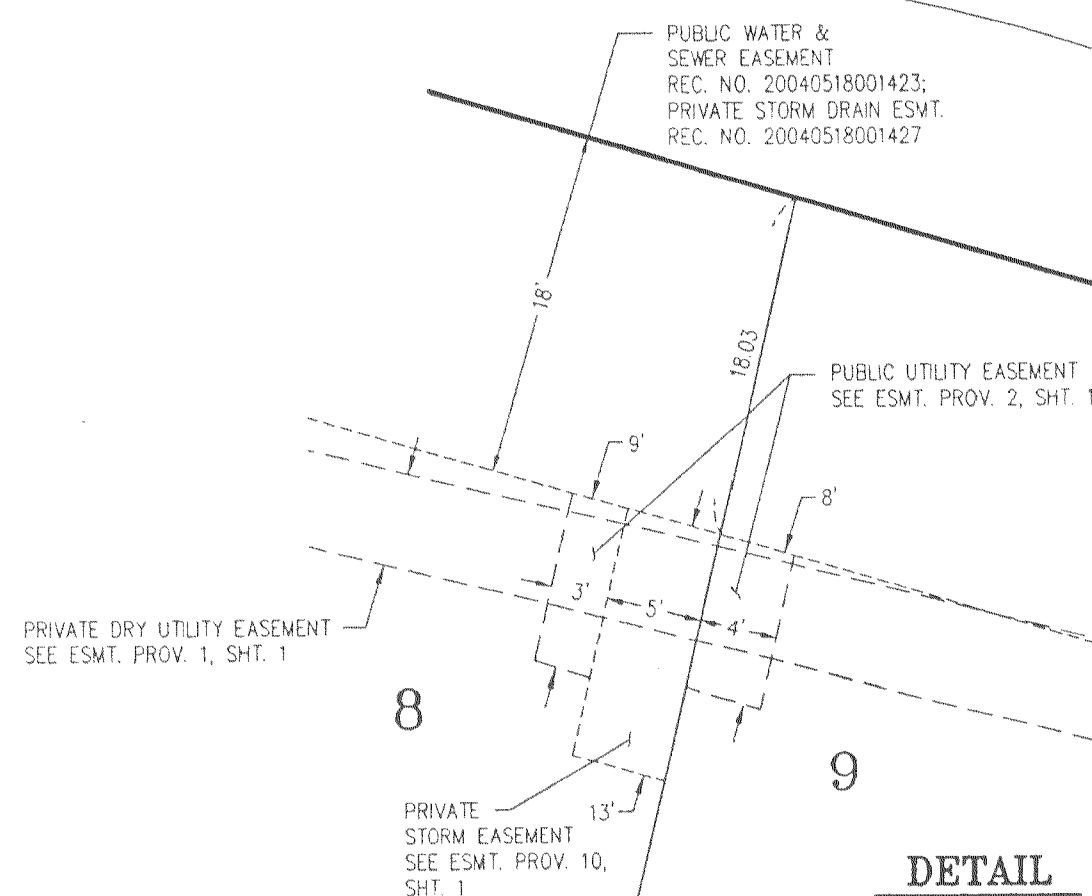 PUBLIC WATER &
SEWER EASEMENT
REC. NO. 20040518001423;
PRIVATE STORM DRAIN ESMT.
REC. NO. 20040518001427
18'
18.03
PUBLIC UTILITY EASEMENT
SEE ESMT. PROV. 2, SHT. 1
9'
8'
3'
5'
4'
PRIVATE DRY UTILITY EASEMENT
SEE ESMT. PROV. 1, SHT. 1
8
9
13'
PRIVATE
STORM EASEMENT
SEE ESMT. PROV. 10,
SHT. 1
DETAIL